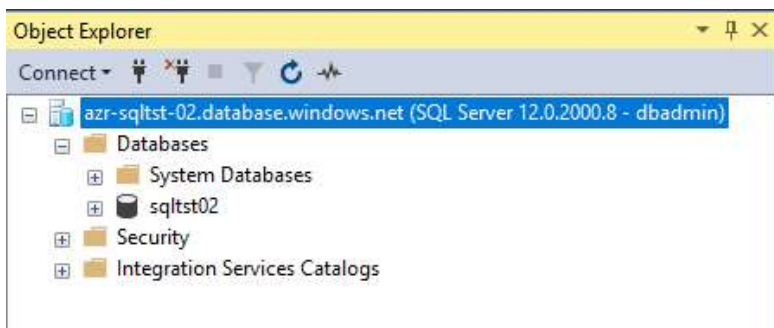 Object Explorer
Connect
azr-sqltst-02.database.windows.net (SQL Server 12.0.2000.8 - dbadmin)
Databases
System Databases
sqltst02
Security
Integration Services Catalogs